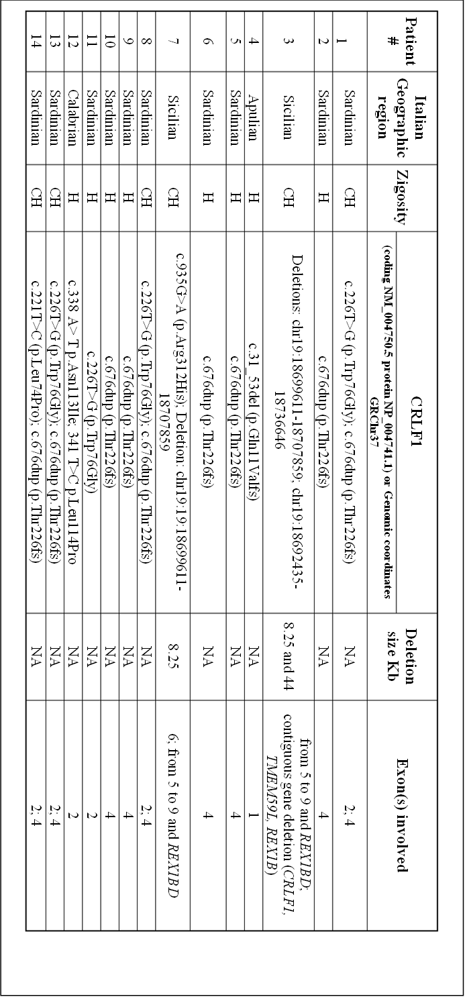 Patient #
Italian Geographic region
Zigosity
CRLF1
(coding NM_004750.5 protein NP_004741.1) or Genomic coordinates GRChr37
Deletion size Kb
Exon(s) involved
1 Sardinian CH c.226T>G (p.Trp76Gly); c.676dup (p.Thr226fs) NA 2; 4
2 Sardinian H c.676dup (p.Thr226fs) NA 4
3 Sicilian CH Deletions: chr19:18699611-18707859; chr19:18692435-18736646 8.25 and 44 from 5 to 9 and REX1BD; contiguous gene deletion (CRLF1, TMEM59L, REX1B)
4 Apulian H c.31_53del (p.Gln11Valfs) NA 1
5 Sardinian H c.676dup (p.Thr226fs) NA 4
6 Sardinian H c.676dup (p.Thr226fs) NA 4
7 Sicilian CH c.935G>A (p.Arg312His); Deletion: chr19:19:18699611-18707859 8.25 6; from 5 to 9 and REX1BD
8 Sardinian CH c.226T>G (p.Trp76Gly); c.676dup (p.Thr226fs) NA 2; 4
9 Sardinian H c.676dup (p.Thr226fs) NA 4
10 Sardinian H c.676dup (p.Thr226fs) NA 4
11 Sardinian H c.226T>G (p.Trp76Gly) NA 2
12 Calabrian H c.338 A> T p.Asn113Ile; 341 T>C p.Leu114Pro NA 2
13 Sardinian CH c.226T>G (p.Trp76Gly); c.676dup (p.Thr226fs) NA 2; 4
14 Sardinian CH c.221T>C (p.Leu74Pro); c.676dup (p.Thr226fs) NA 2; 4